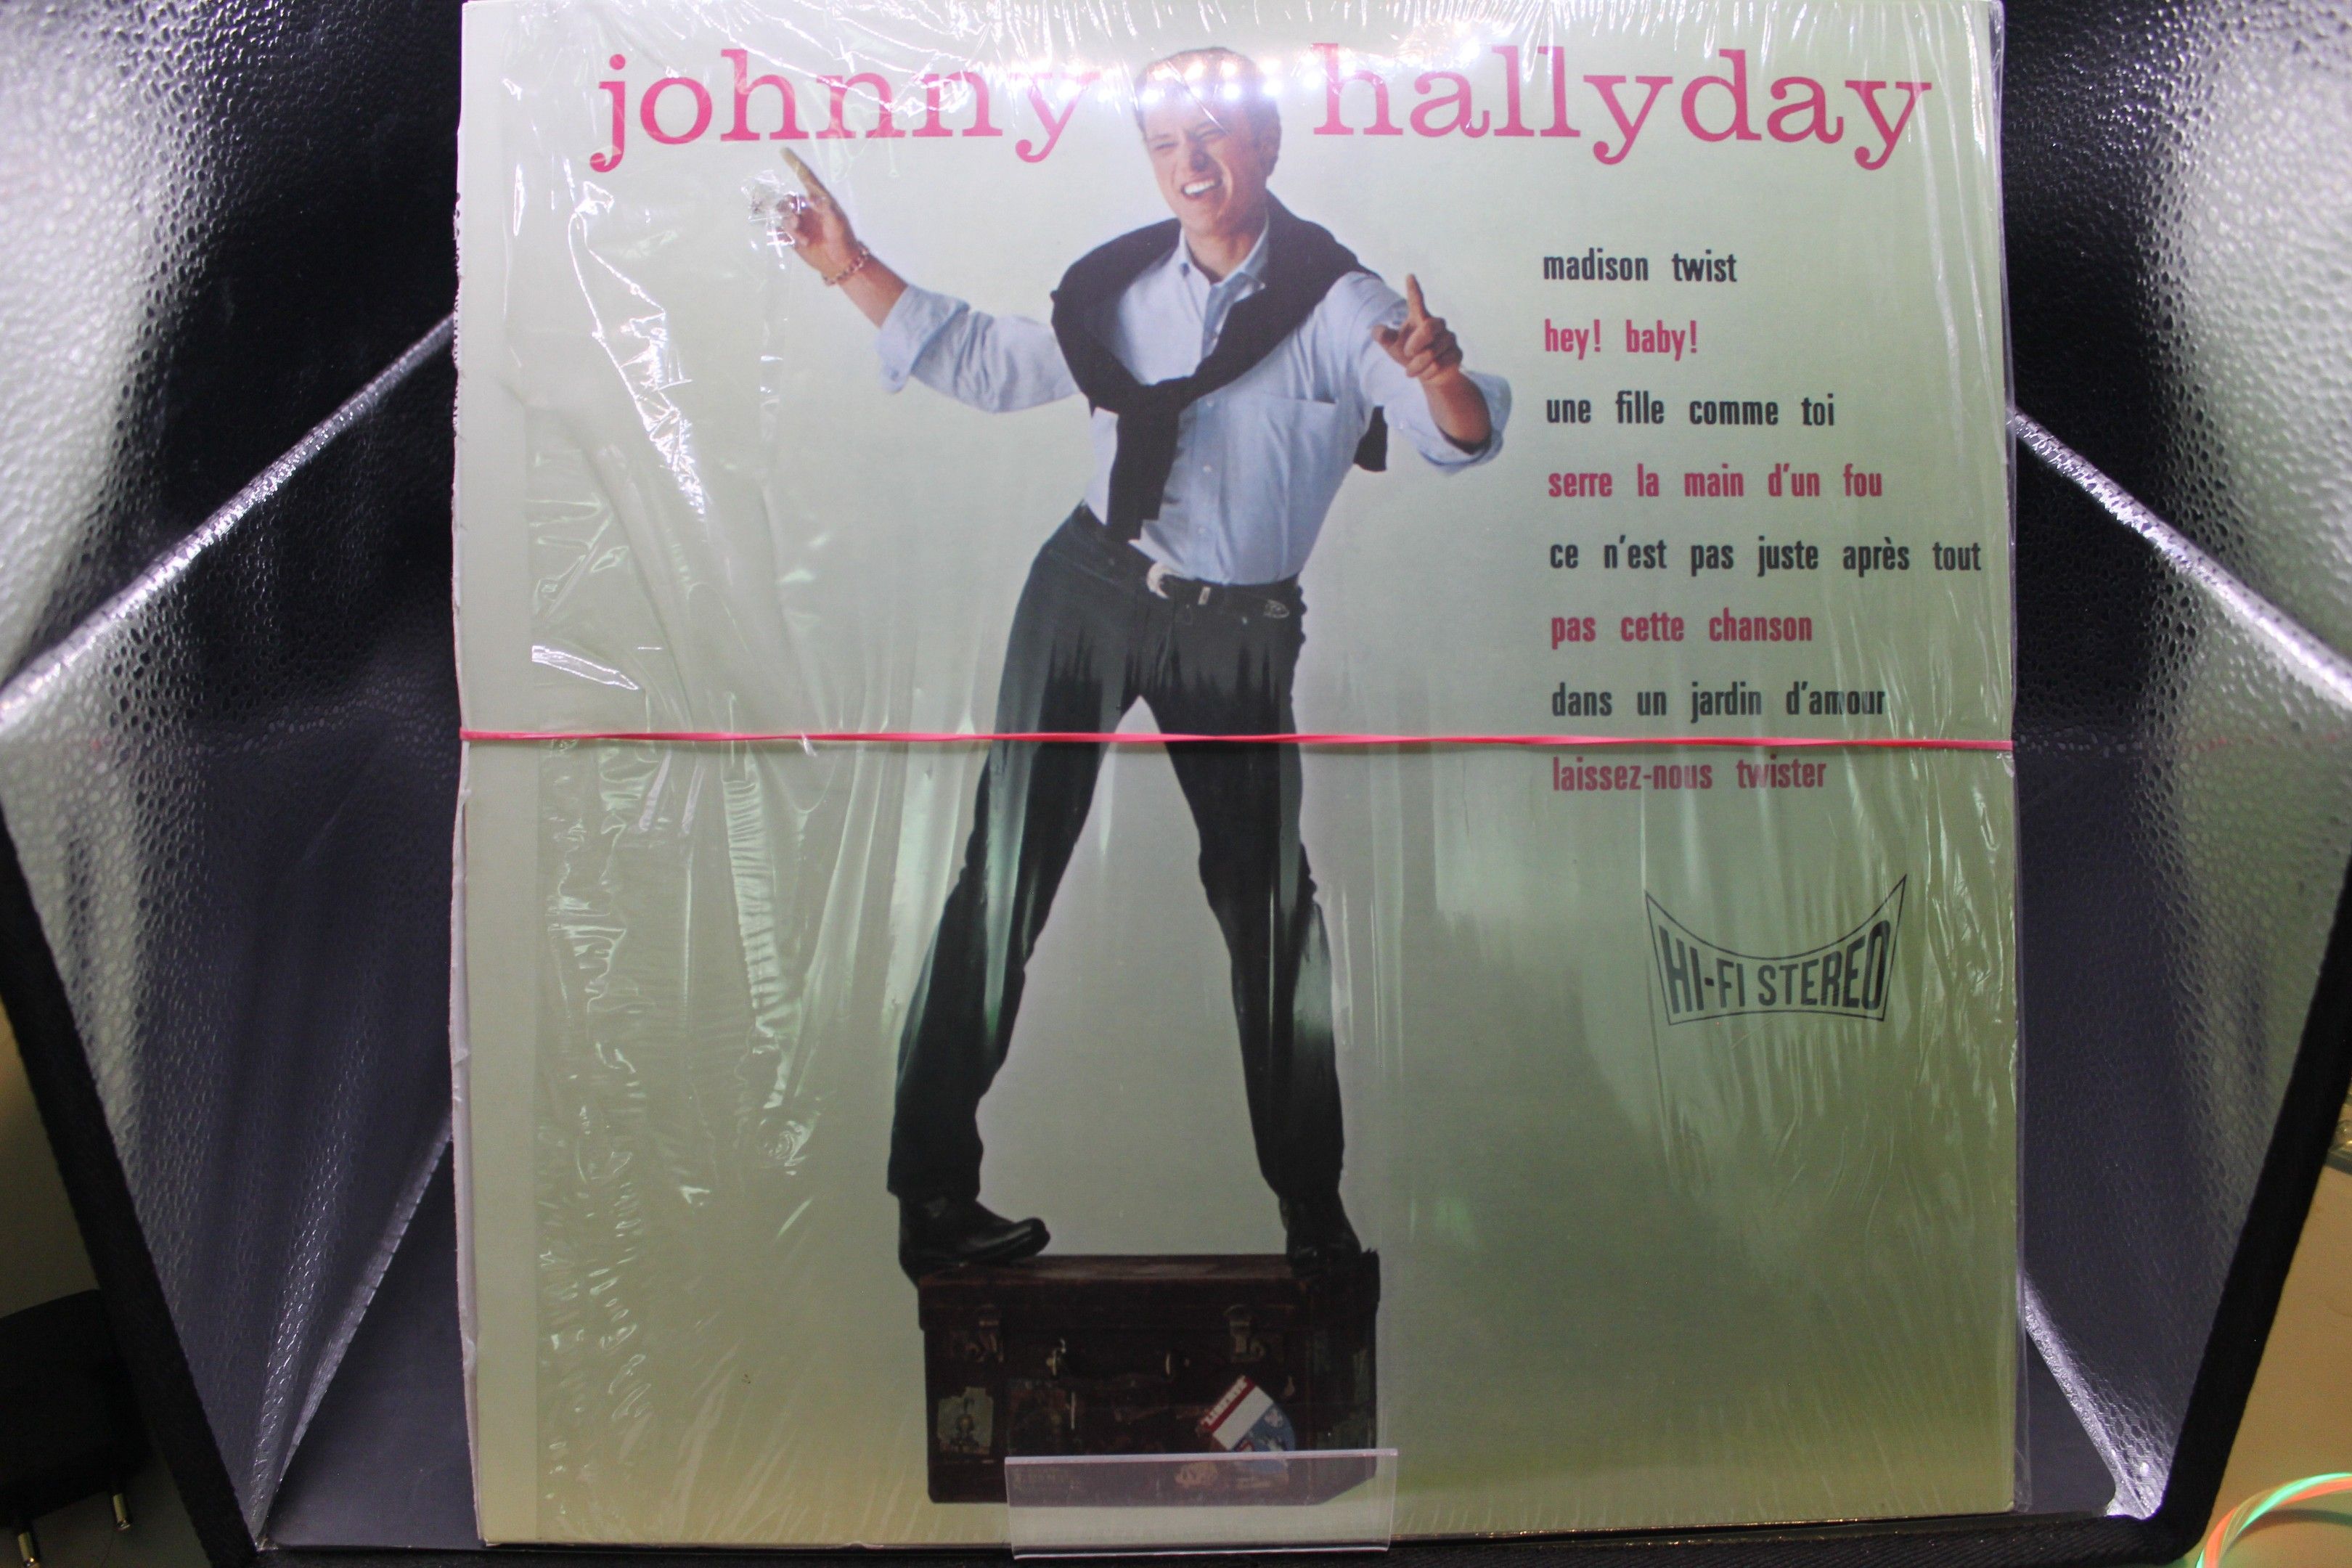 johnny hallyday
madison twist
hey! baby!
une fille comme toi
serre la main d'un fou
ce n'est pas juste après tout
pas cette chanson
dans un jardin d'amour
laissez-nous twister
HI-FI STEREO